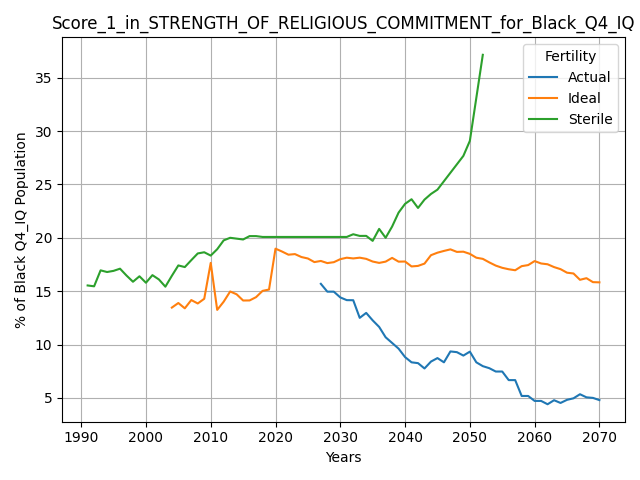 Score_1_in_STRENGTH_OF_RELIGIOUS_COMMITMENT_for_Black_Q4_IQ
Fertility
Actual
Ideal
Sterile
% of Black Q4_IQ Population
35
30
25
20
15
10
5
1990 2000 2010 2020 2030 2040 2050 2060 2070
Years